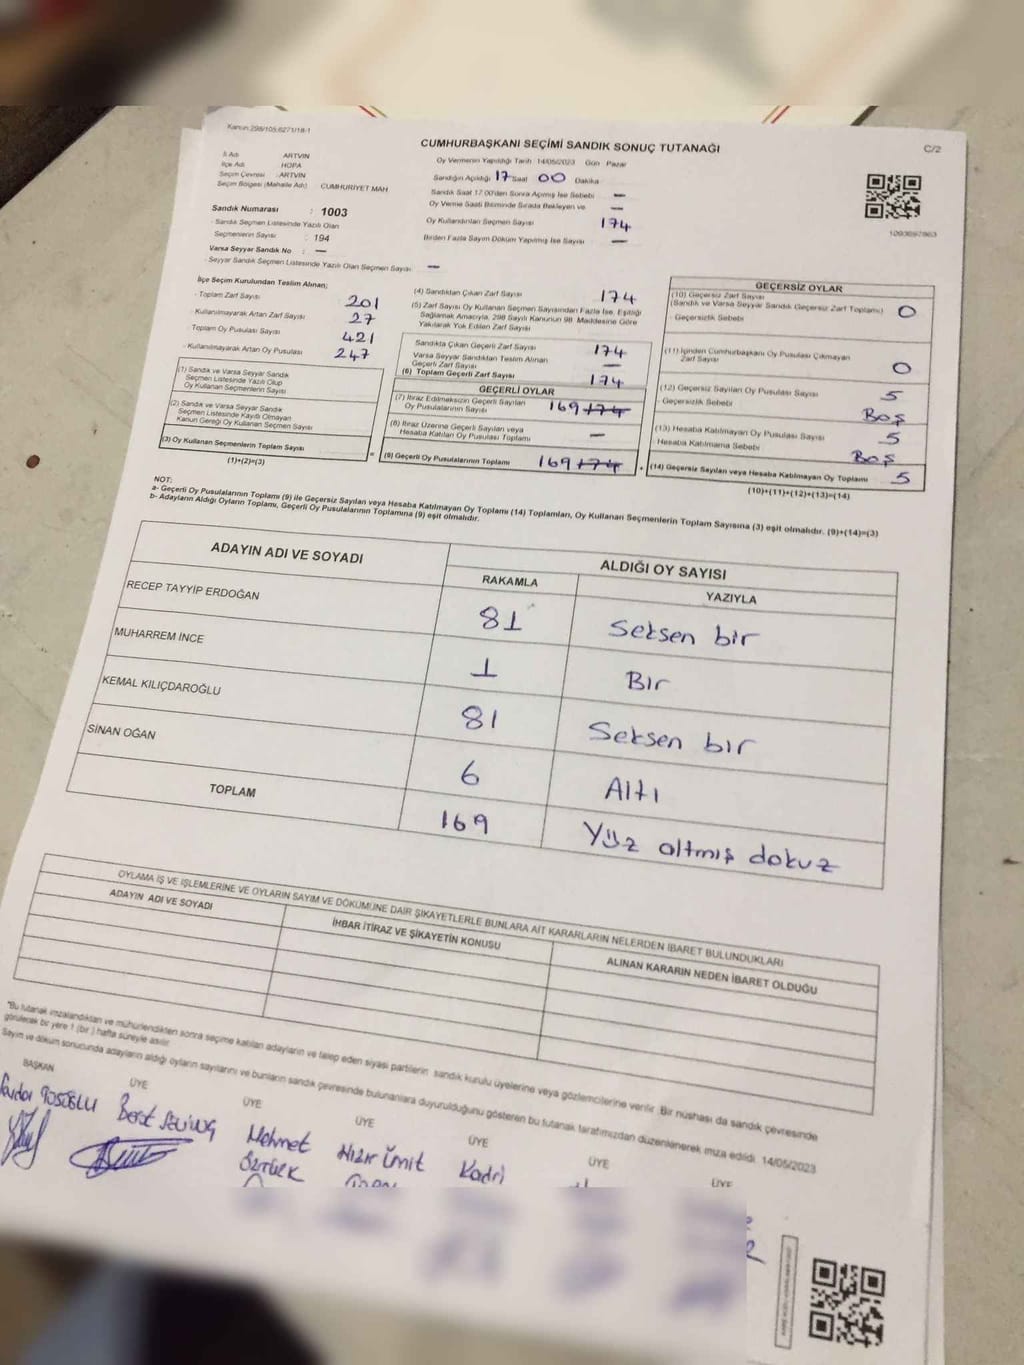 Kanun:298/105;6271/18-1
CUMHURBAŞKANI SEÇİMİ SANDIK SONUÇ TUTANAĞI
C/2
İl Adı ARTVİN
İlçe Adı HOPA
Seçim Çevresi :ARTVİN
Seçim Bölgesi (Mahalle Adı) CUMHURİYET MAH
Oy Vermenin Yapıldığı Tarih 14/05/2023 Gün Pazar
Sandığın Açıldığı 17 Saat 00 Dakika
Sandık Saat 17.00'den Sonra Açılmış İse Sebebi —
Oy Verme Saati Bitiminde Sırada Bekleyen ve —
Oy Kullandırılan Seçmen Sayısı 174
Birden Fazla Sayım Döküm Yapılmış İse Sayısı —
1093697863
Sandık Numarası : 1003
- Sandık Seçmen Listesinde Yazılı Olan
Seçmenlerin Sayısı : 194
Varsa Seyyar Sandık No : —
- Seyyar Sandık Seçmen Listesinde Yazılı Olan Seçmen Sayısı —
İlçe Seçim Kurulundan Teslim Alınan;
- Toplam Zarf Sayısı 201
- Kullanılmayarak Artan Zarf Sayısı 27
- Toplam Oy Pusulası Sayısı 421
- Kullanılmayarak Artan Oy Pusulası 247
(1) Sandık ve Varsa Seyyar Sandık
Seçmen Listesinde Yazılı Olup
Oy Kullanan Seçmenlerin Sayısı
(2) Sandık ve Varsa Seyyar Sandık
Seçmen Listesinde Kayıtlı Olmayan
Kanun Gereği Oy Kullanan Seçmen Sayısı
(3) Oy Kullanan Seçmenlerin Toplam Sayısı
(1)+(2)=(3)
(4) Sandıktan Çıkan Zarf Sayısı 174
(5) Zarf Sayısı Oy Kullanan Seçmen Sayısından Fazla İse, Eşitliği
Sağlamak Amacıyla, 298 Sayılı Kanunun 98. Maddesine Göre
Yakılarak Yok Edilen Zarf Sayısı
Sandıkta Çıkan Geçerli Zarf Sayısı 174
Varsa Seyyar Sandıktan Teslim Alınan
Geçerli Zarf Sayısı —
(6) Toplam Geçerli Zarf Sayısı 174
GEÇERLİ OYLAR
(7) İtiraz Edilmeksizin Geçerli Sayılan
Oy Pusulalarının Sayısı 169 174
(8) İtiraz Üzerine Geçerli Sayılan veya
Hesaba Katılan Oy Pusulası Toplamı —
= (9) Geçerli Oy Pusulalarının Toplamı 169 174 +
GEÇERSİZ OYLAR
(10) Geçersiz Zarf Sayısı
(Sandık ve Varsa Seyyar Sandık Geçersiz Zarf Toplamı) 0
- Geçersizlik Sebebi
(11) İçinden Cumhurbaşkanı Oy Pusulası Çıkmayan
Zarf Sayısı 0
(12) Geçersiz Sayılan Oy Pusulası Sayısı 5
- Geçersizlik Sebebi Boş
(13) Hesaba Katılmayan Oy Pusulası Sayısı 5
Hesaba Katılmama Sebebi Boş
(14) Geçersiz Sayılan veya Hesaba Katılmayan Oy Toplamı 5
(10)+(11)+(12)+(13)=(14)
NOT:
a- Geçerli Oy Pusulalarının Toplamı (9) ile Geçersiz Sayılan veya Hesaba Katılmayan Oy Toplamı (14) Toplamları, Oy Kullanan Seçmenlerin Toplam Sayısına (3) eşit olmalıdır. (9)+(14)=(3)
b- Adayların Aldığı Oyların Toplamı, Geçerli Oy Pusulalarının Toplamına (9) eşit olmalıdır.
ADAYIN ADI VE SOYADI
ALDIĞI OY SAYISI
RAKAMLA YAZIYLA
RECEP TAYYİP ERDOĞAN 81 Seksen bir
MUHARREM İNCE 1 Bir
KEMAL KILIÇDAROĞLU 81 Seksen bir
SİNAN OĞAN 6 Altı
TOPLAM 169 Yüz altmış dokuz
OYLAMA İŞ VE İŞLEMLERİNE VE OYLARIN SAYIM VE DÖKÜMÜNE DAİR ŞİKAYETLERLE BUNLARA AİT KARARLARIN NELERDEN İBARET BULUNDUKLARI
ADAYIN ADI VE SOYADI
İHBAR İTİRAZ VE ŞİKAYETİN KONUSU
ALINAN KARARIN NEDEN İBARET OLDUĞU
"Bu tutanak imzalandıktan ve mühürlendikten sonra seçime katılan adayların ve talep eden siyasi partilerin sandık kurulu üyelerine veya gözlemcilerine verilir. Bir nüshası da sandık çevresinde
görülecek bir yere 1 (bir ) hafta süreyle asılır.
Sayım ve döküm sonucunda adayların aldığı oyların sayılarını ve bunların sandık çevresinde bulunanlara duyurulduğunu gösteren bu tutanak tarafımızdan düzenlenerek imza edildi. 14/05/2023
BAŞKAN
ÜYE
ÜYE
ÜYE
ÜYE
ÜYE
ÜYE
Mehmet
ÖZTÜRK
Hızır Ümit
Kadri